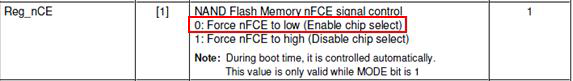 Reg_nCE [1] NAND Flash Memory nFCE signal control 1
0: Force nFCE to low (Enable chip select)
1: Force nFCE to high (Disable chip select)
Note: During boot time, it is controlled automatically.
This value is only valid while MODE bit is 1